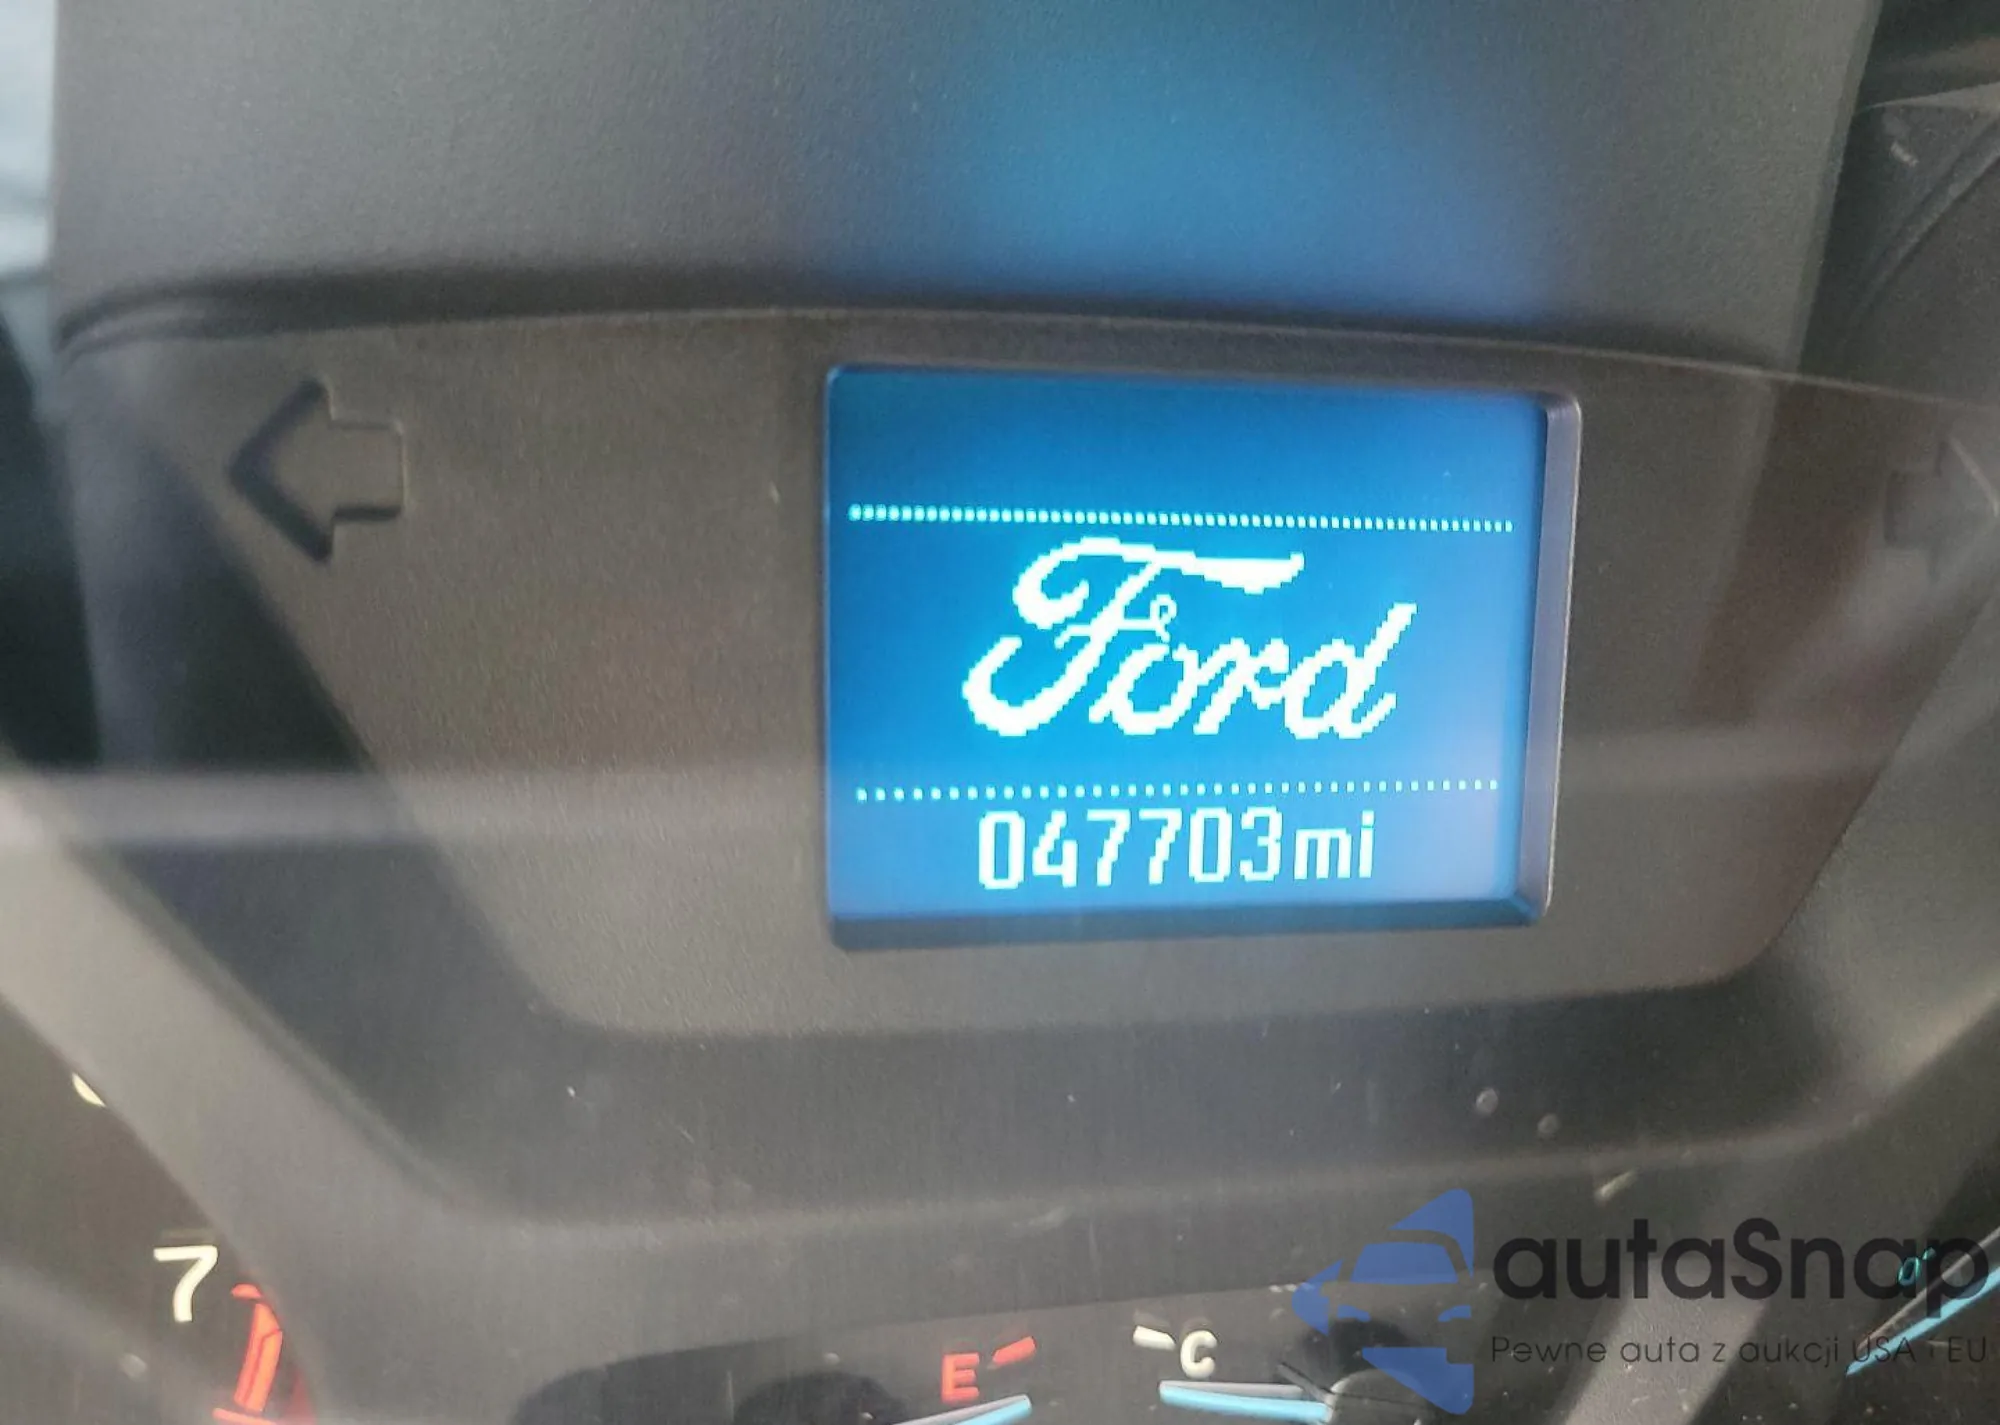 Ford
047703mi
7
E
C
autaSnap
Pewne auta z aukcji USA i EU